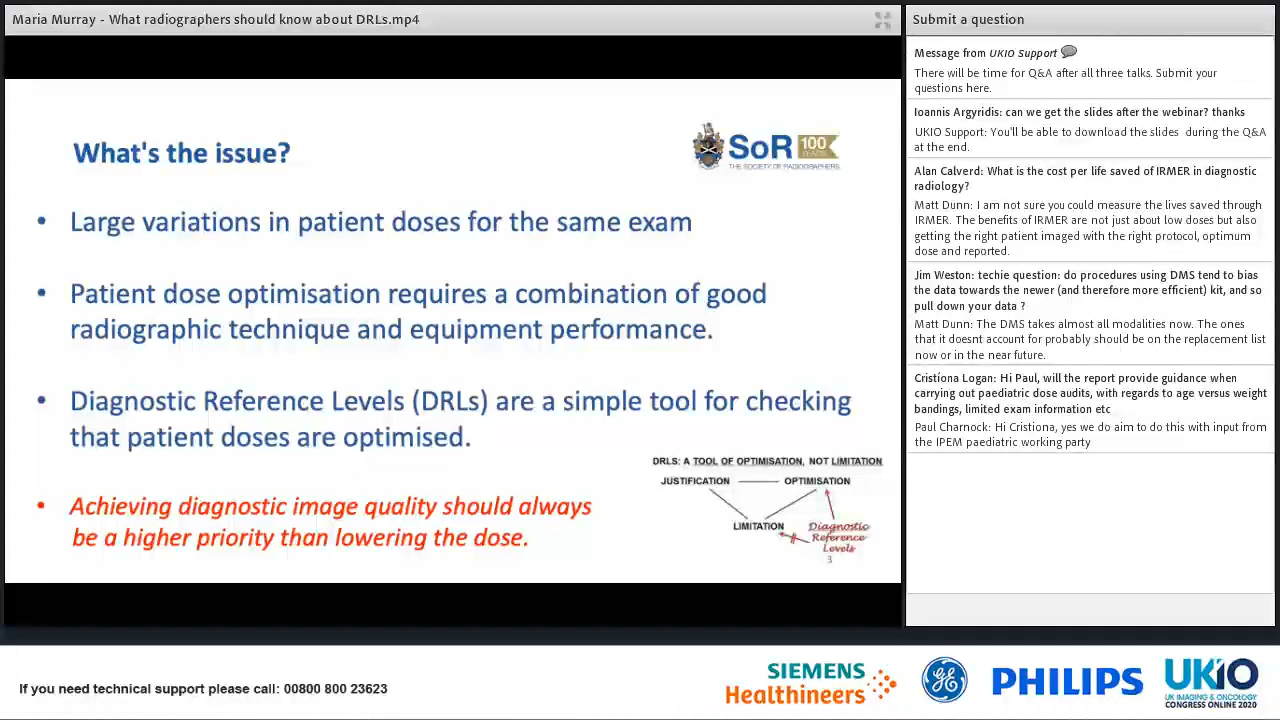 Maria Murray - What radiographers should know about DRLs.mp4
What's the issue?
SoR 100 YEARS
THE SOCIETY OF RADIOGRAPHERS
• Large variations in patient doses for the same exam
• Patient dose optimisation requires a combination of good
radiographic technique and equipment performance.
• Diagnostic Reference Levels (DRLs) are a simple tool for checking
that patient doses are optimised.
• Achieving diagnostic image quality should always
be a higher priority than lowering the dose.
DRLS: A TOOL OF OPTIMISATION, NOT LIMITATION
JUSTIFICATION OPTIMISATION
LIMITATION
Diagnostic
Reference
Levels
3
Submit a question
Message from UKIO Support
There will be time for Q&A after all three talks. Submit your
questions here.
Ioannis Argyridis: can we get the slides after the webinar? thanks
UKIO Support: You'll be able to download the slides during the Q&A
at the end.
Alan Calverd: What is the cost per life saved of IRMER in diagnostic
radiology?
Matt Dunn: I am not sure you could measure the lives saved through
IRMER. The benefits of IRMER are not just about low doses but also
getting the right patient imaged with the right protocol, optimum
dose and reported.
Jim Weston: techie question: do procedures using DMS tend to bias
the data towards the newer (and therefore more efficient) kit, and so
pull down your data ?
Matt Dunn: The DMS takes almost all modalities now. The ones
that it doesnt account for probably should be on the replacement list
now or in the near future.
Cristíona Logan: Hi Paul, will the report provide guidance when
carrying out paediatric dose audits, with regards to age versus weight
bandings, limited exam information etc
Paul Charnock: Hi Cristiona, yes we do aim to do this with input from
the IPEM paediatric working party
If you need technical support please call: 00800 800 23623
SIEMENS
Healthineers
GE
PHILIPS
UKIO
UK IMAGING & ONCOLOGY
CONGRESS ONLINE 2020